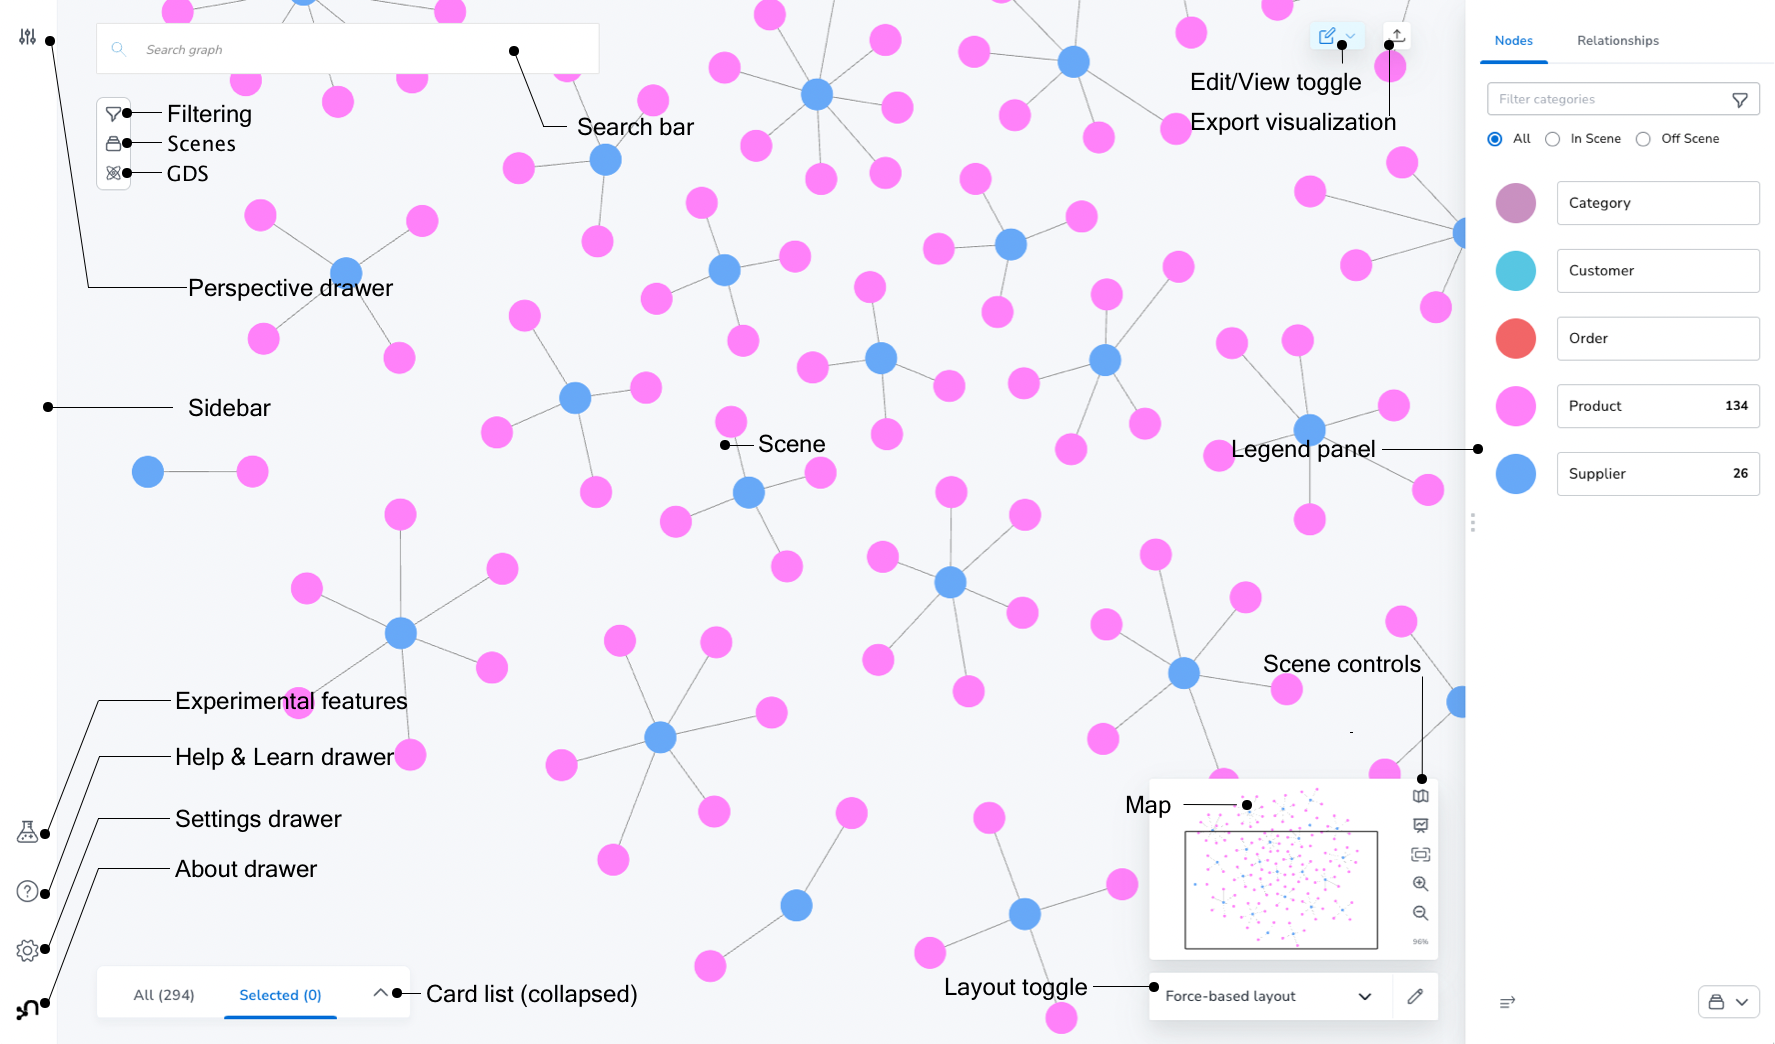 Search graph
Edit/View toggle
Export visualization
Filtering
Scenes
GDS
Search bar
Perspective drawer
Sidebar
Scene
Legend panel
Scene controls
Experimental features
Help & Learn drawer
Settings drawer
About drawer
Map
96%
Layout toggle
Force-based layout
All (294)
Selected (0)
Card list (collapsed)
Nodes
Relationships
Filter categories
All
In Scene
Off Scene
Category
Customer
Order
Product 134
Supplier 26